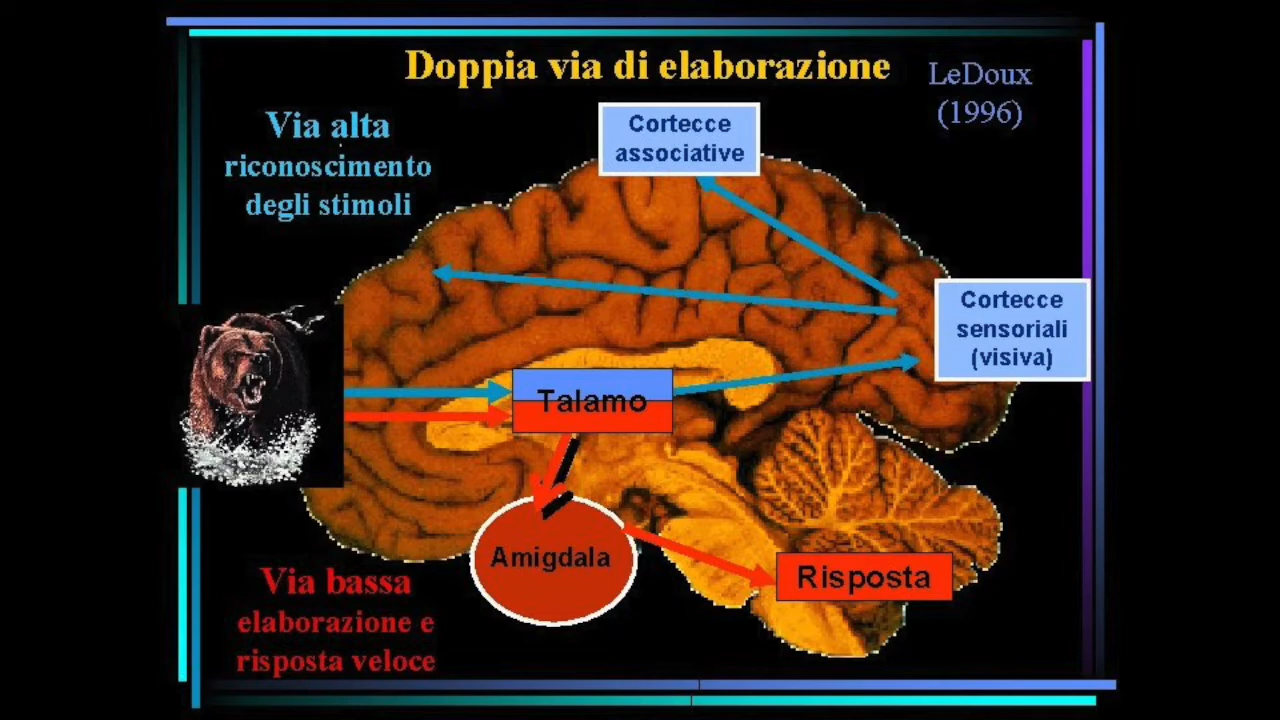 Doppia via di elaborazione
LeDoux
(1996)
Via alta
riconoscimento
degli stimoli
Cortecce
associative
Cortecce
sensoriali
(visiva)
Talamo
Amigdala
Risposta
Via bassa
elaborazione e
risposta veloce